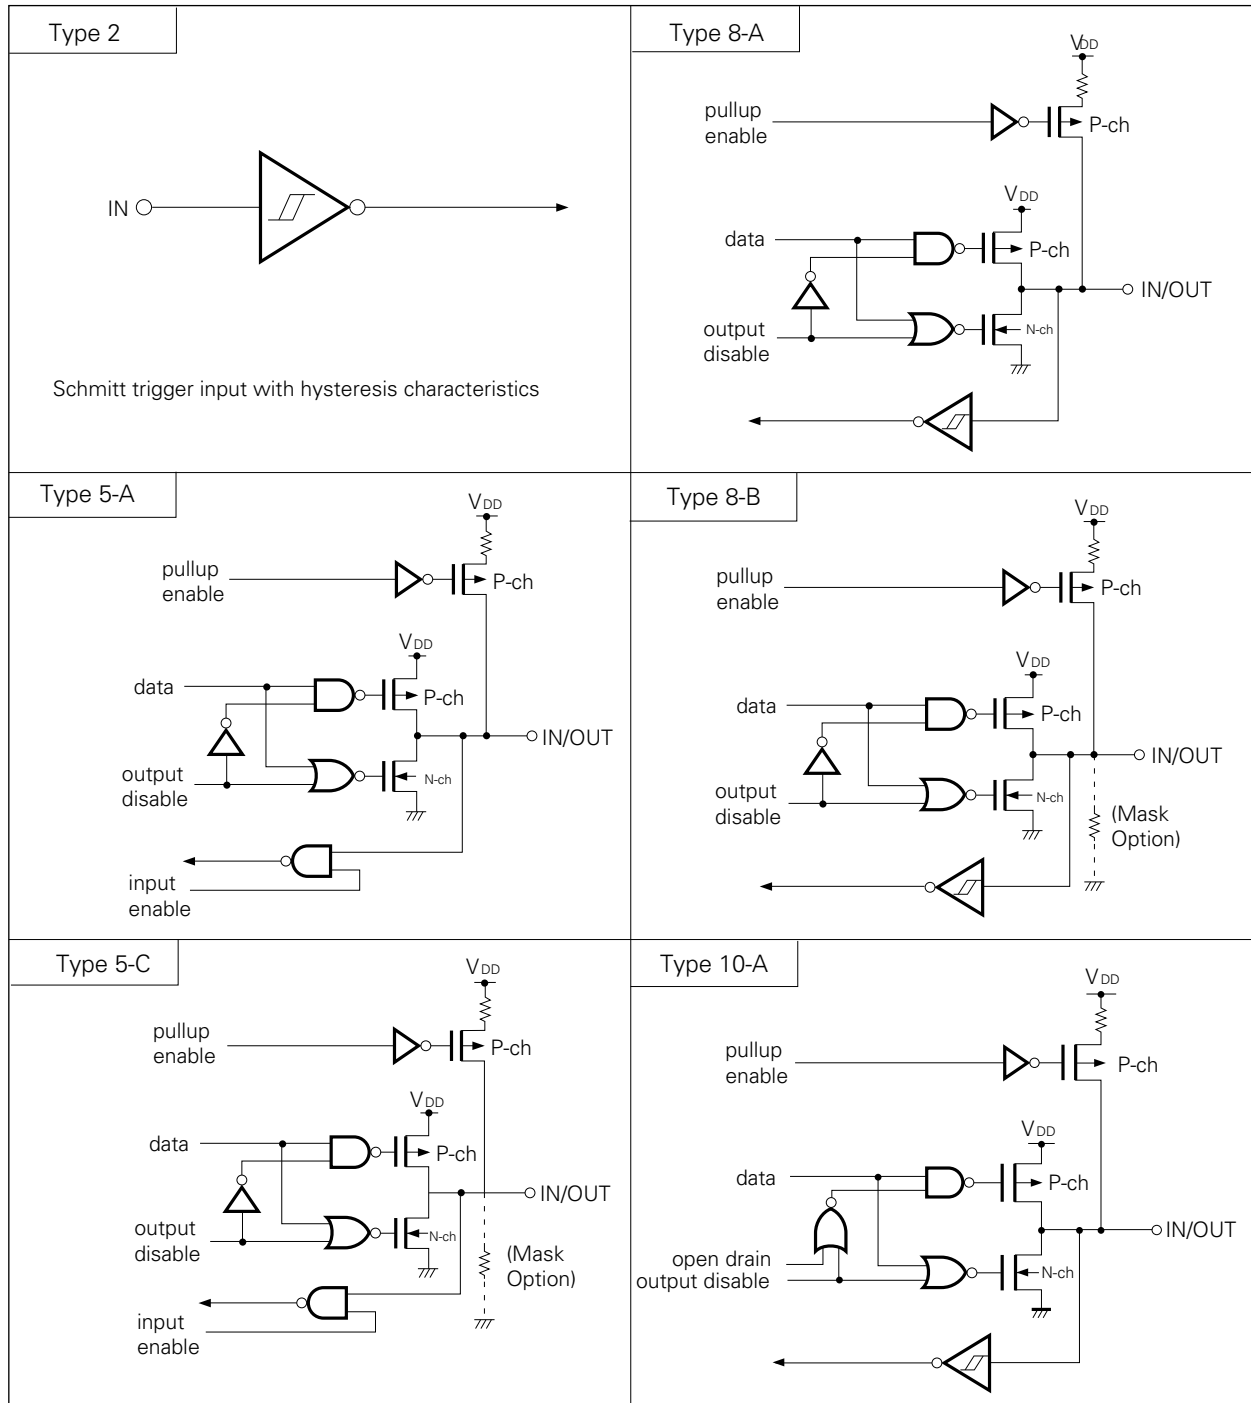 Type 2
IN
Schmitt trigger input with hysteresis characteristics
Type 8-A
VDD
pullup
enable
P-ch
VDD
data
P-ch
IN/OUT
output
disable
N-ch
Type 5-A
VDD
pullup
enable
P-ch
VDD
data
P-ch
IN/OUT
output
disable
N-ch
input
enable
Type 8-B
VDD
pullup
enable
P-ch
VDD
data
P-ch
IN/OUT
output
disable
N-ch
(Mask
Option)
Type 5-C
VDD
pullup
enable
P-ch
VDD
data
P-ch
IN/OUT
output
disable
N-ch
(Mask
Option)
input
enable
Type 10-A
VDD
pullup
enable
P-ch
VDD
data
P-ch
IN/OUT
open drain
output disable
N-ch